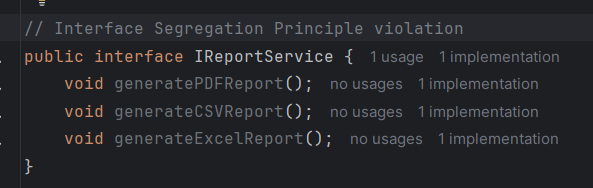 // Interface Segregation Principle violation
public interface IReportService { 1 usage 1 implementation
void generatePDFReport(); no usages 1 implementation
void generateCSVReport(); no usages 1 implementation
void generateExcelReport(); no usages 1 implementation
}